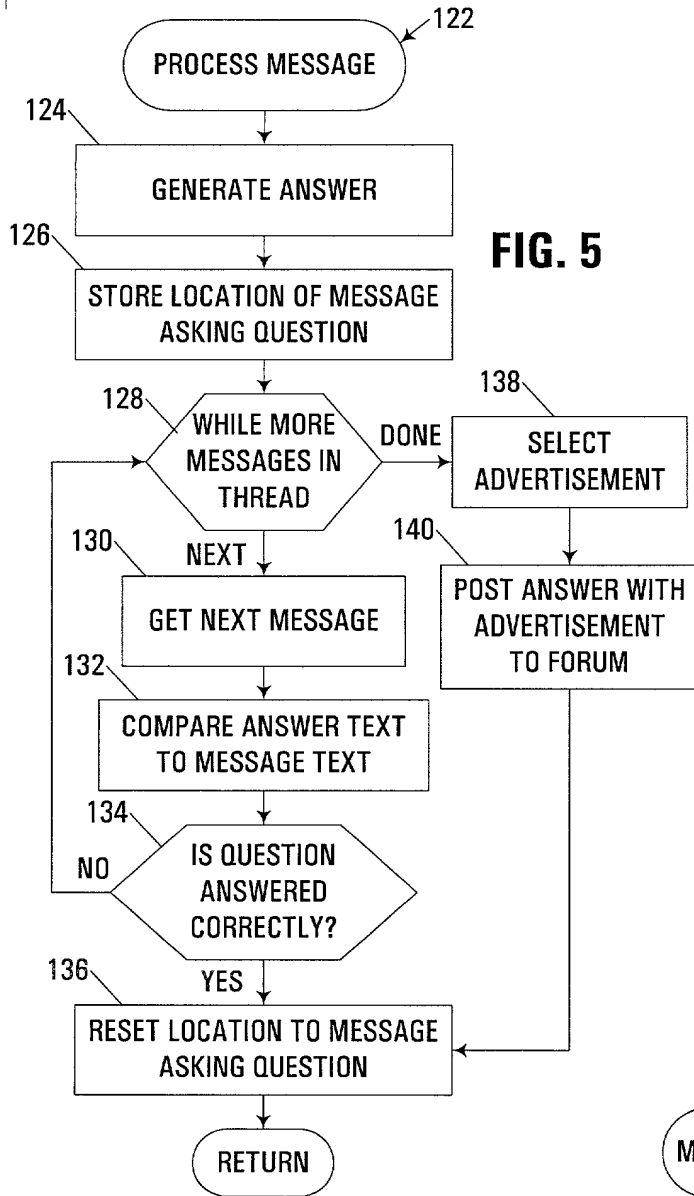 122
PROCESS MESSAGE
124
GENERATE ANSWER
126
FIG. 5
STORE LOCATION OF MESSAGE
ASKING QUESTION
128
WHILE MORE
MESSAGES IN
THREAD
DONE
138
SELECT
ADVERTISEMENT
130
NEXT
GET NEXT MESSAGE
140
POST ANSWER WITH
ADVERTISEMENT
TO FORUM
132
COMPARE ANSWER TEXT
TO MESSAGE TEXT
134
NO
IS QUESTION
ANSWERED
CORRECTLY?
136
YES
RESET LOCATION TO MESSAGE
ASKING QUESTION
RETURN
M